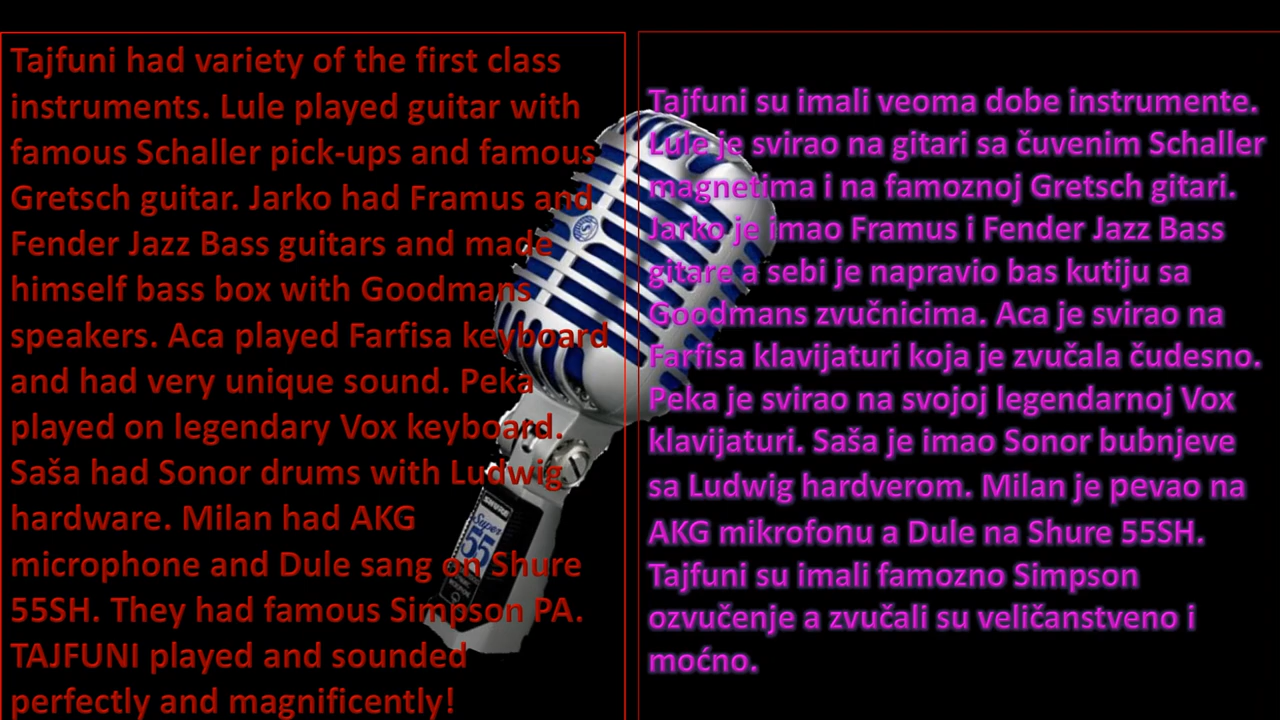 Tajfuni had variety of the first class
instruments. Lule played guitar with
famous Schaller pick-ups and famous
Gretsch guitar. Jarko had Framus and
Fender Jazz Bass guitars and made
himself bass box with Goodmans
speakers. Aca played Farfisa keyboard
and had very unique sound. Peka
played on legendary Vox keyboard.
Saša had Sonor drums with Ludwig
hardware. Milan had AKG
microphone and Dule sang on Shure
55SH. They had famous Simpson PA.
TAJFUNI played and sounded
perfectly and magnificently!
Tajfuni su imali veoma dobe instrumente.
Lule je svirao na gitari sa čuvenim Schaller
magnetima i na famoznoj Gretsch gitari.
Jarko je imao Framus i Fender Jazz Bass
gitare a sebi je napravio bas kutiju sa
Goodmans zvučnicima. Aca je svirao na
Farfisa klavijaturi koja je zvučala čudesno.
Peka je svirao na svojoj legendarnoj Vox
klavijaturi. Saša je imao Sonor bubnjeve
sa Ludwig hardverom. Milan je pevao na
AKG mikrofonu a Dule na Shure 55SH.
Tajfuni su imali famozno Simpson
ozvučenje a zvučali su veličanstveno i
moćno.
SHURE
Super
55